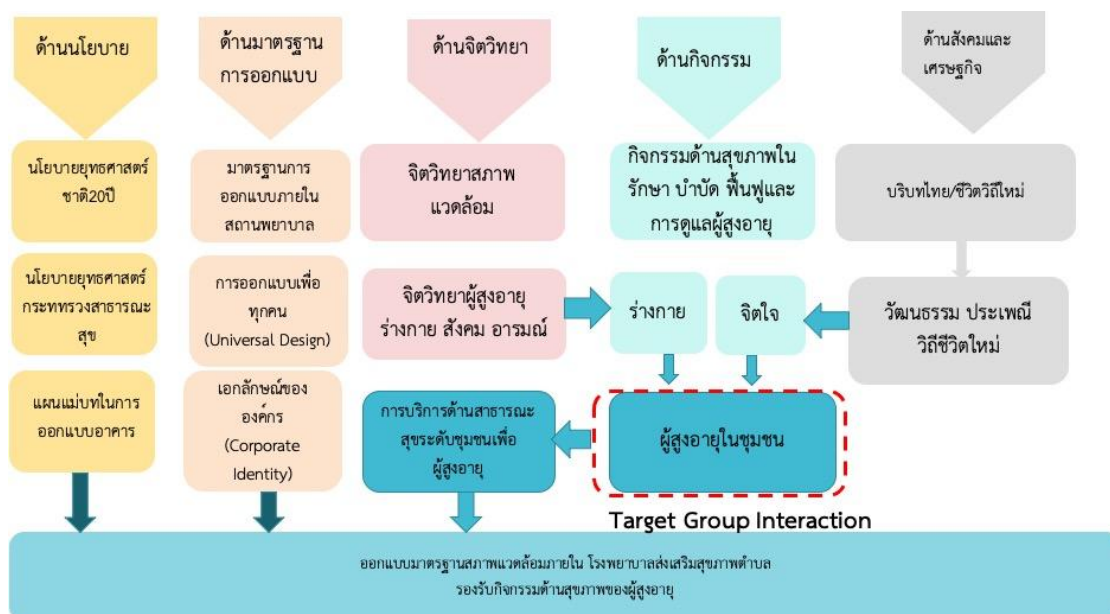 ด้านนโยบาย
ด้านมาตรฐาน
การออกแบบ
ด้านจิตวิทยา
ด้านกิจกรรม
ด้านสังคมและ
เศรษฐกิจ
นโยบายยุทธศาสตร์
ชาติ20ปี
มาตรฐานการ
ออกแบบภายใน
สถานพยาบาล
จิตวิทยาสภาพ
แวดล้อม
กิจกรรมด้านสุขภาพใน
รักษา บำบัด ฟื้นฟูและ
การดูแลผู้สูงอายุ
บริบทไทย/ชีวิตวิถีใหม่
นโยบายยุทธศาสตร์
กระททรวงสาธารณะ
สุข
การออกแบบเพื่อ
ทุกคน
(Universal Design)
จิตวิทยาผู้สูงอายุ
ร่างกาย สังคม อารมณ์
ร่างกาย
จิตใจ
วัฒนธรรม ประเพณี
วิถีชีวิตใหม่
แผนแม่บทในการ
ออกแบบอาคาร
เอกลักษณ์ของ
องค์กร
(Corporate
Identity)
การบริการด้านสาธารณะ
สุขระดับชุมชนเพื่อ
ผู้สูงอายุ
ผู้สูงอายุในชุมชน
Target Group Interaction
ออกแบบมาตรฐานสภาพแวดล้อมภายใน โรงพยาบาลส่งเสริมสุขภาพตำบล
รองรับกิจกรรมด้านสุขภาพของผู้สูงอายุ